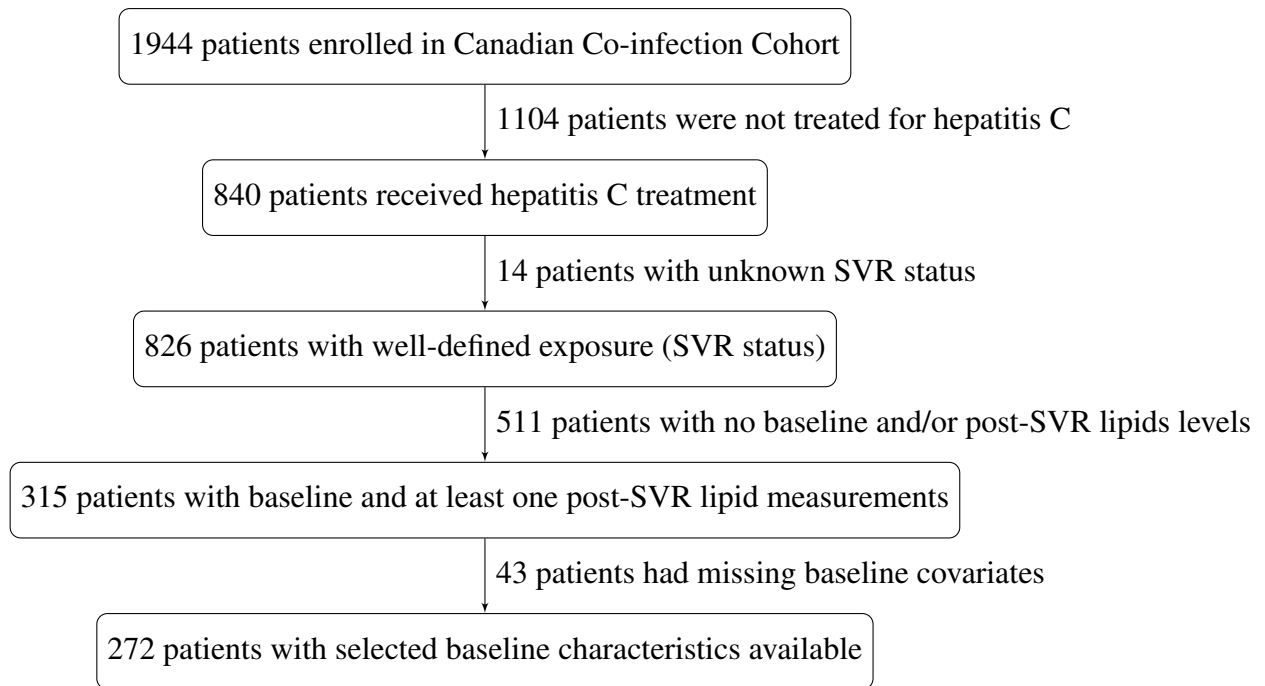 1944 patients enrolled in Canadian Co-infection Cohort
1104 patients were not treated for hepatitis C
840 patients received hepatitis C treatment
14 patients with unknown SVR status
826 patients with well-defined exposure (SVR status)
511 patients with no baseline and/or post-SVR lipids levels
315 patients with baseline and at least one post-SVR lipid measurements
43 patients had missing baseline covariates
272 patients with selected baseline characteristics available